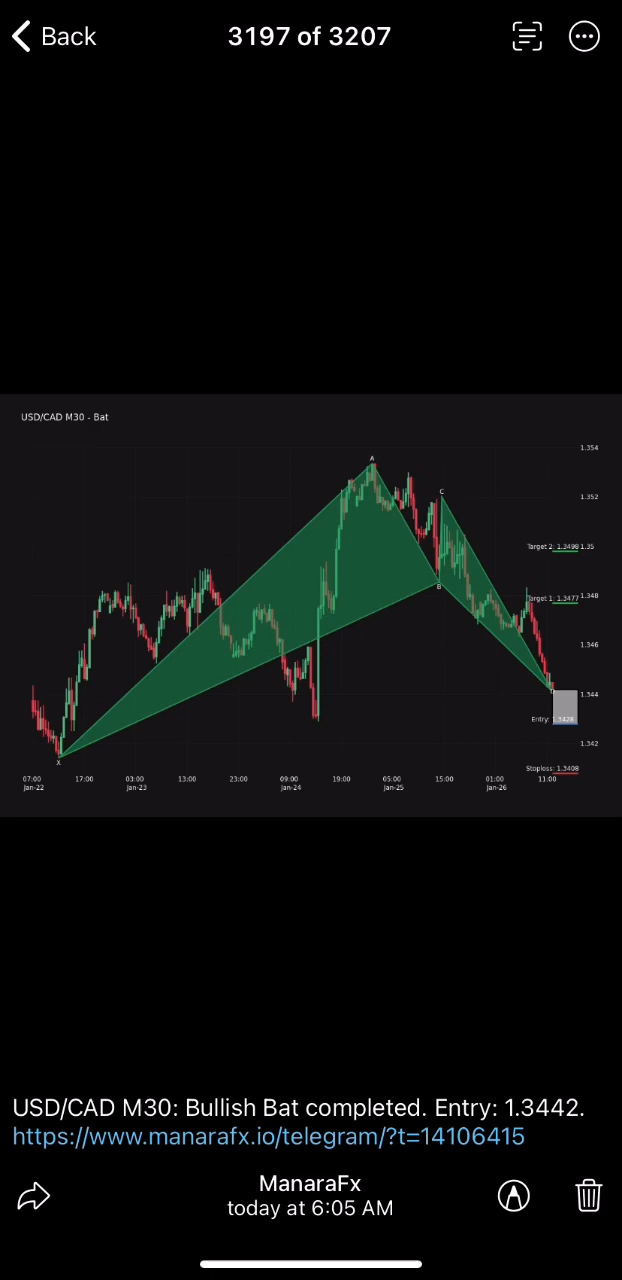 Back
3197 of 3207
USD/CAD M30 - Bat
A
C
B
X
D
1.354
1.352
Target 2: 1.3498 1.35
Target 1: 1.3477 1.348
1.346
1.344
Entry: 1.3428
1.342
Stoploss: 1.3408
07:00 17:00 03:00 13:00 23:00 09:00 19:00 05:00 15:00 01:00 11:00
Jan-22 Jan-23 Jan-24 Jan-25 Jan-26
USD/CAD M30: Bullish Bat completed. Entry: 1.3442.
https://www.manarafx.io/telegram/?t=14106415
ManaraFx
today at 6:05 AM